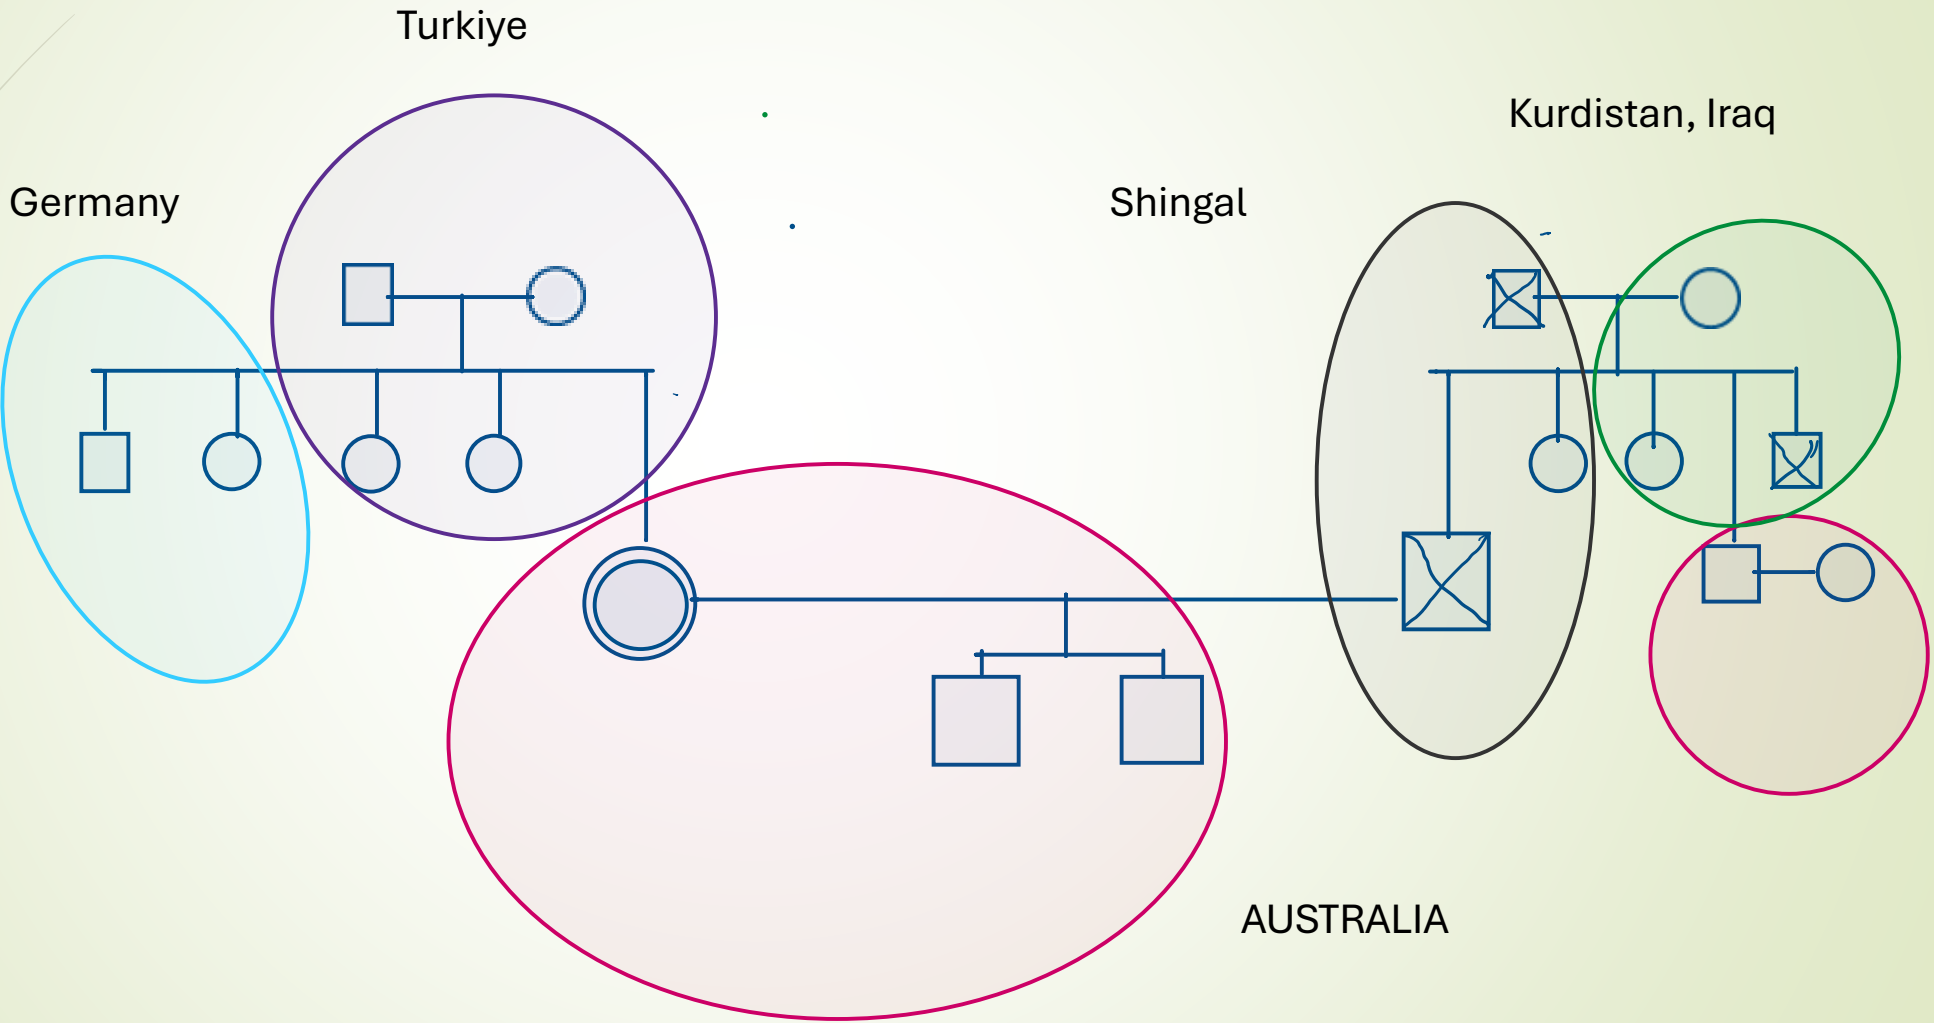 Turkiye
Kurdistan, Iraq
Germany
Shingal
AUSTRALIA